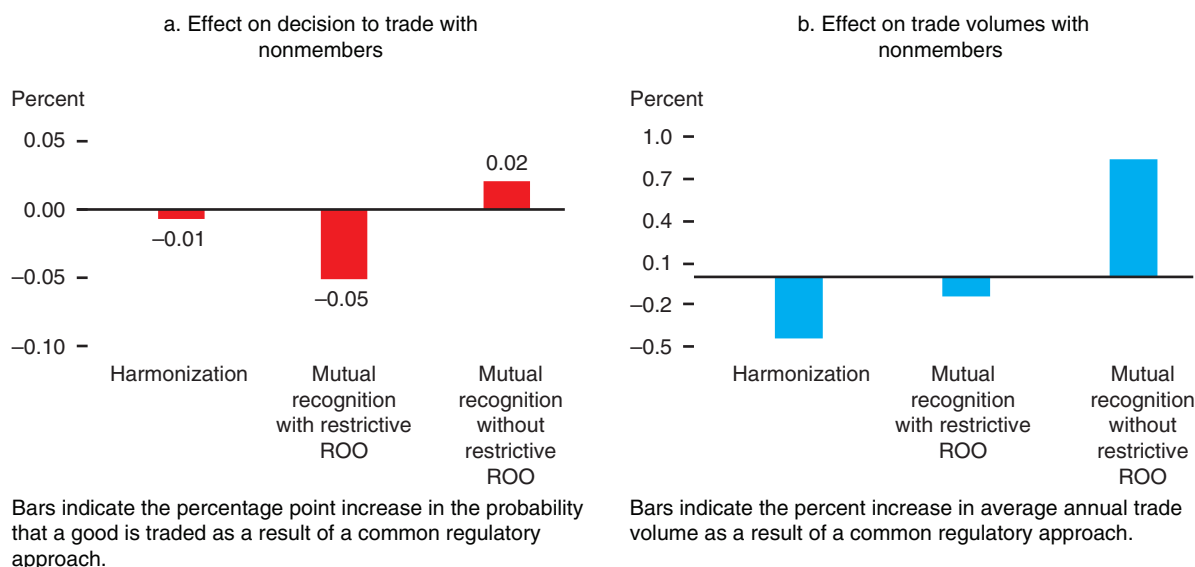 a. Effect on decision to trade with
nonmembers
Percent
0.05
0.00
–0.05
–0.10
–0.01
–0.05
0.02
Harmonization
Mutual
recognition
with restrictive
ROO
Mutual
recognition
without
restrictive
ROO
Bars indicate the percentage point increase in the probability
that a good is traded as a result of a common regulatory
approach.
b. Effect on trade volumes with
nonmembers
Percent
1.0
0.7
0.4
0.1
–0.2
–0.5
Harmonization
Mutual
recognition
with restrictive
ROO
Mutual
recognition
without
restrictive
ROO
Bars indicate the percent increase in average annual trade
volume as a result of a common regulatory approach.